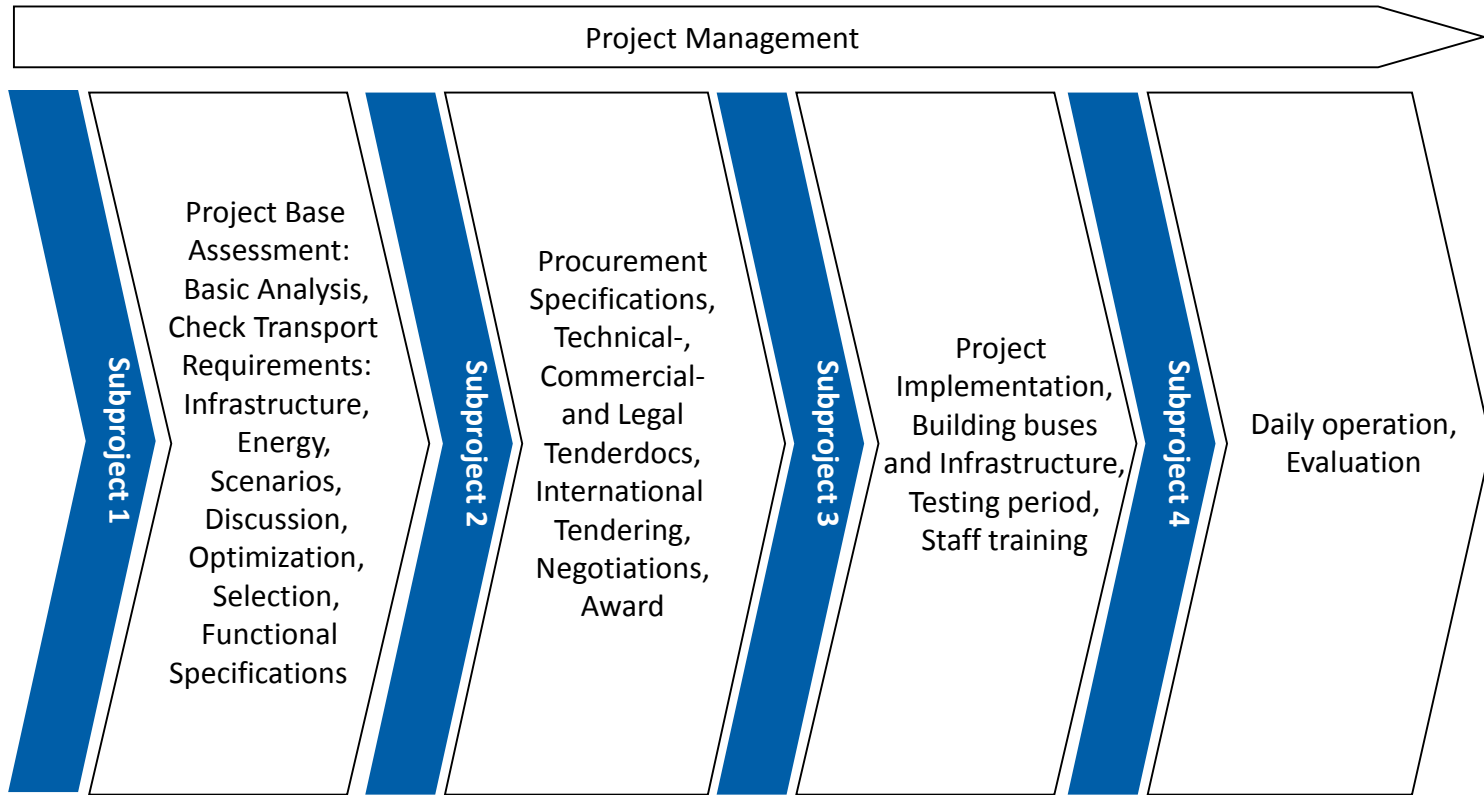 Project Management
Subproject 1
Project Base
Assessment:
Basic Analysis,
Check Transport
Requirements:
Infrastructure,
Energy,
Scenarios,
Discussion,
Optimization,
Selection,
Functional
Specifications
Subproject 2
Procurement
Specifications,
Technical-,
Commercial-
and Legal
Tenderdocs,
International
Tendering,
Negotiations,
Award
Subproject 3
Project
Implementation,
Building buses
and Infrastructure,
Testing period,
Staff training
Subproject 4
Daily operation,
Evaluation